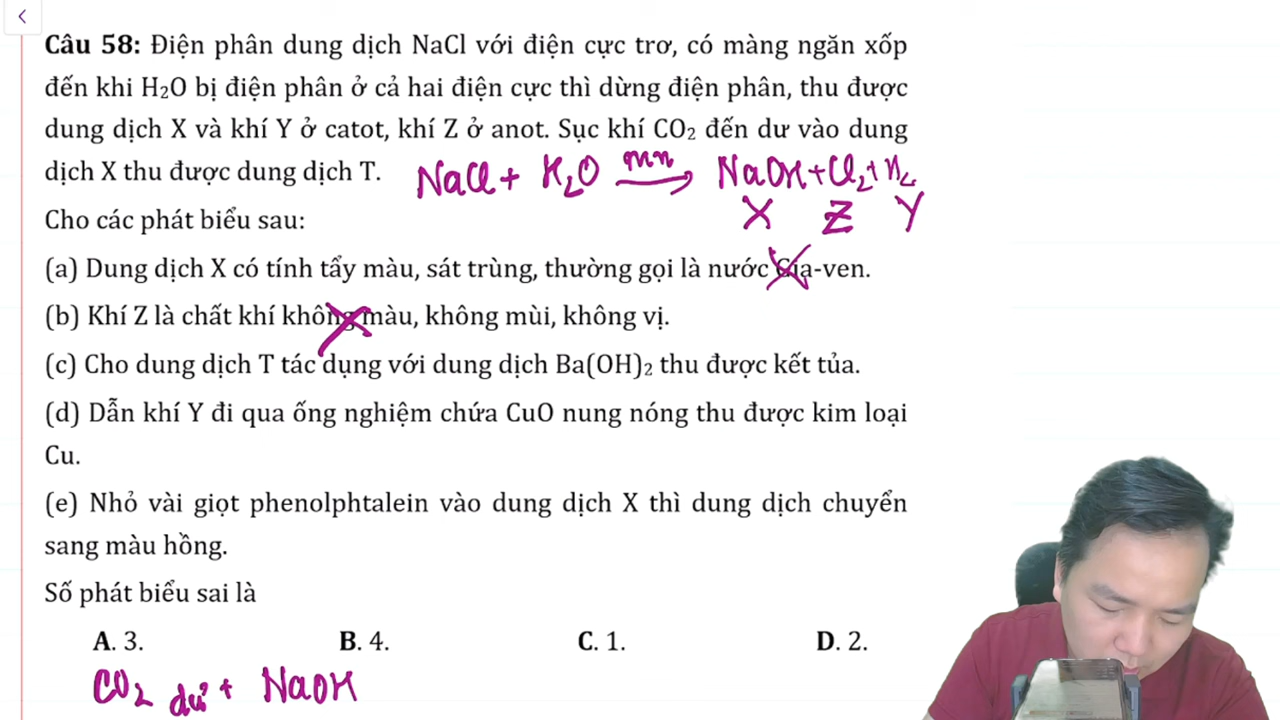 Câu 58: Điện phân dung dịch NaCl với điện cực trơ, có màng ngăn xốp
đến khi H₂O bị điện phân ở cả hai điện cực thì dừng điện phân, thu được
dung dịch X và khí Y ở catot, khí Z ở anot. Sục khí CO₂ đến dư vào dung
dịch X thu được dung dịch T.
NaCl + H₂O mn→ NaOH + Cl₂ + H₂
X Z Y
Cho các phát biểu sau:
(a) Dung dịch X có tính tẩy màu, sát trùng, thường gọi là nước Gia-ven.
(b) Khí Z là chất khí không màu, không mùi, không vị.
(c) Cho dung dịch T tác dụng với dung dịch Ba(OH)₂ thu được kết tủa.
(d) Dẫn khí Y đi qua ống nghiệm chứa CuO nung nóng thu được kim loại
Cu.
(e) Nhỏ vài giọt phenolphtalein vào dung dịch X thì dung dịch chuyển
sang màu hồng.
Số phát biểu sai là
A. 3. B. 4. C. 1. D. 2.
CO₂ dư + NaOH